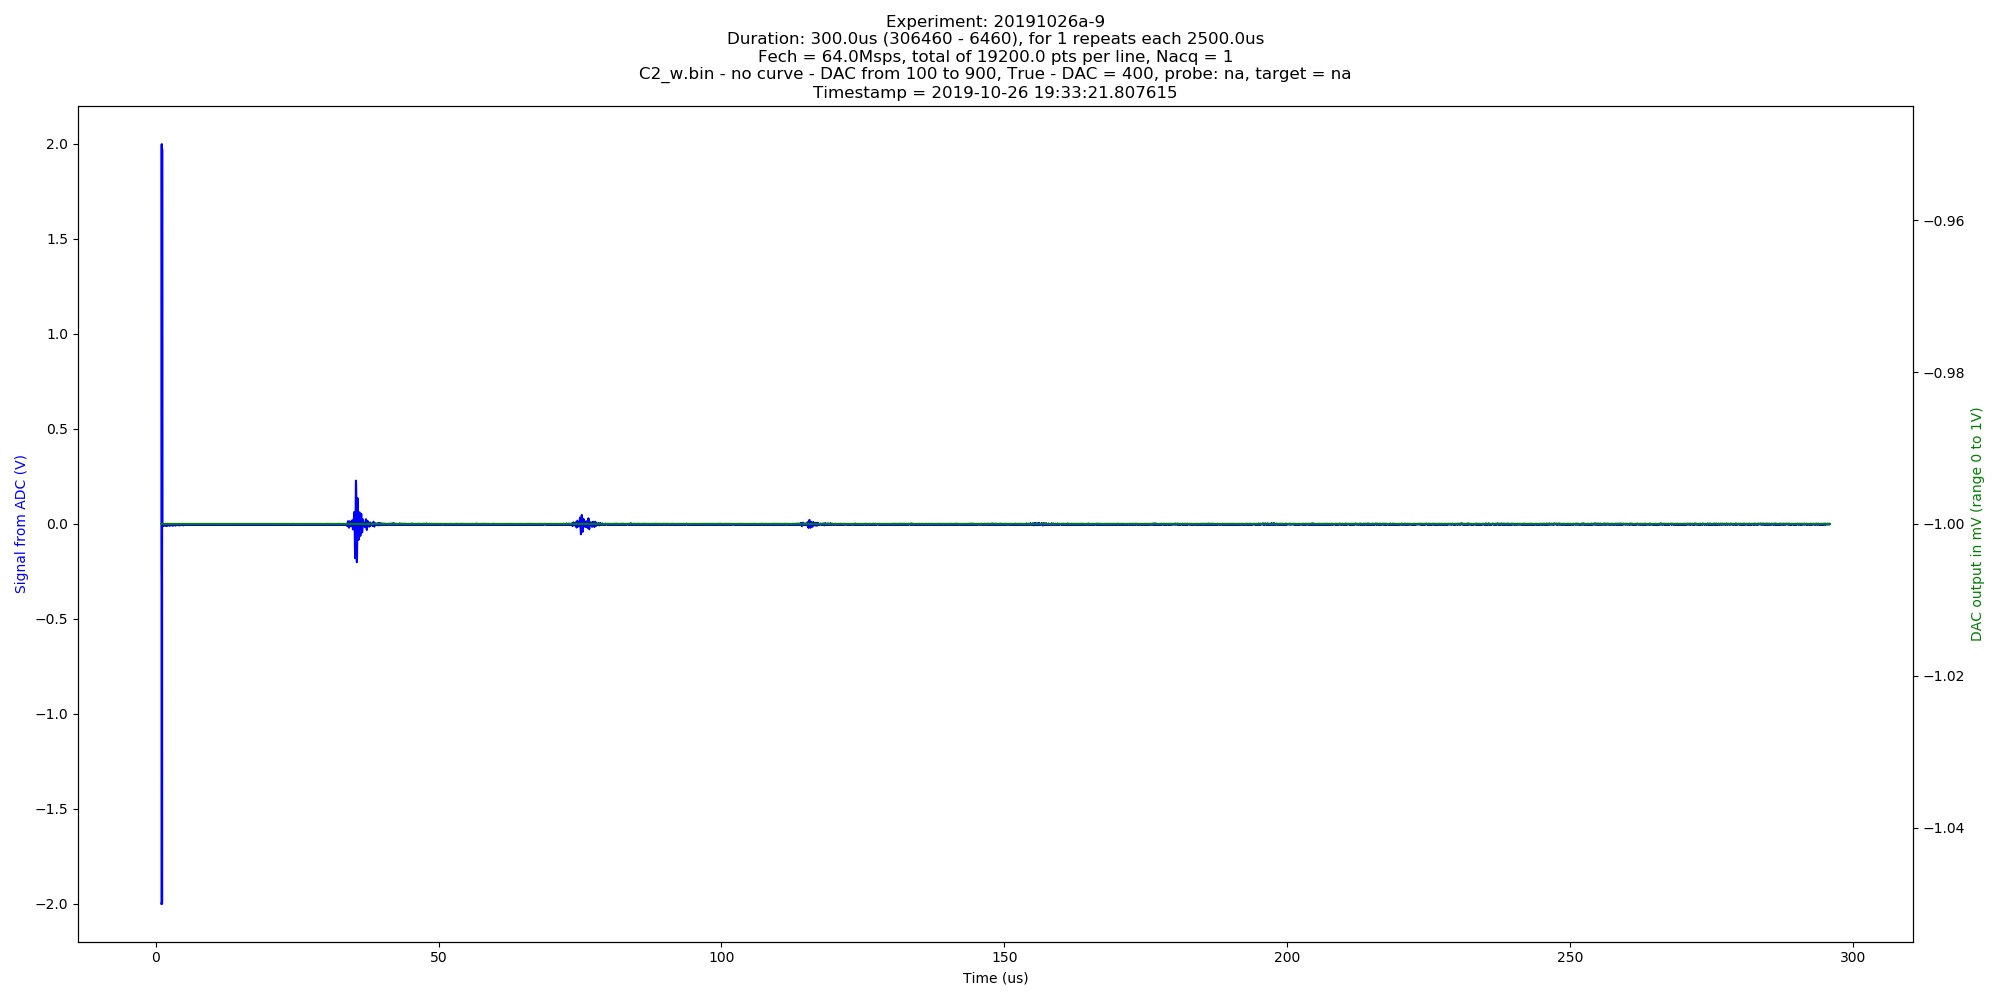 Experiment: 20191026a-9
Duration: 300.0us (306460 - 6460), for 1 repeats each 2500.0us
Fech = 64.0Msps, total of 19200.0 pts per line, Nacq = 1
C2_w.bin - no curve - DAC from 100 to 900, True - DAC = 400, probe: na, target = na
Timestamp = 2019-10-26 19:33:21.807615
Signal from ADC (V)
2.0
1.5
1.0
0.5
0.0
−0.5
−1.0
−1.5
−2.0
−0.96
−0.98
−1.00
−1.02
−1.04
DAC output in mV (range 0 to 1V)
0 50 100 150 200 250 300
Time (us)